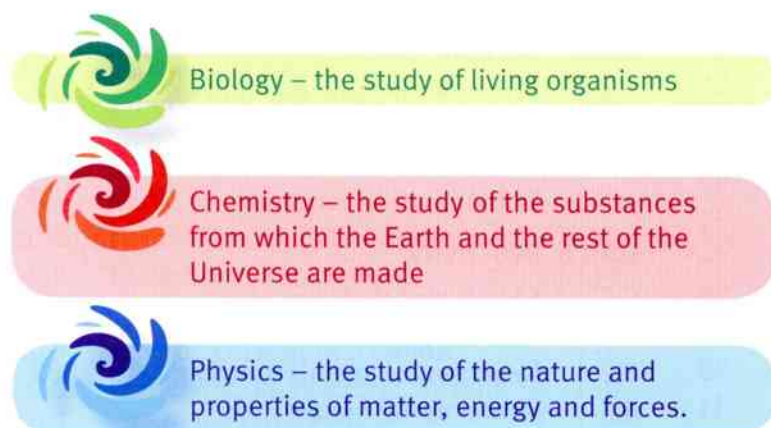 Biology – the study of living organisms
Chemistry – the study of the substances
from which the Earth and the rest of the
Universe are made
Physics – the study of the nature and
properties of matter, energy and forces.